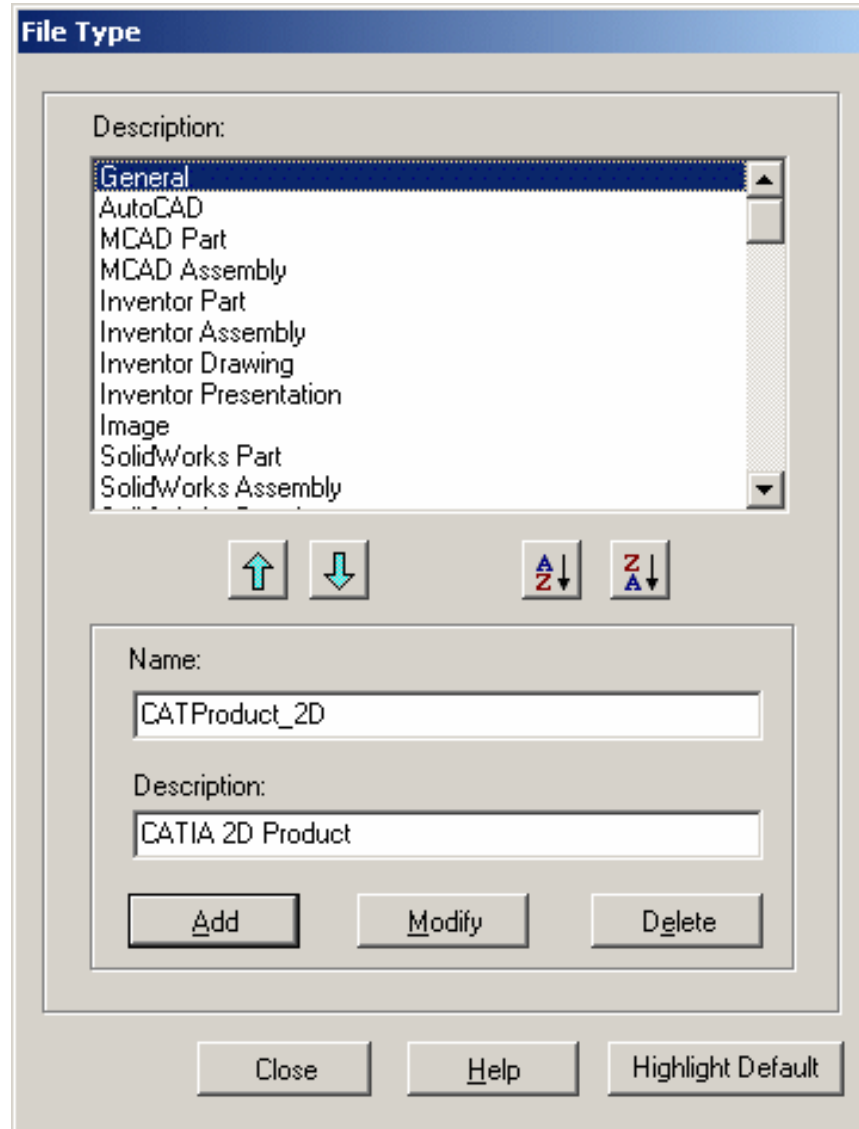 File Type
Description:
General
AutoCAD
MCAD Part
MCAD Assembly
Inventor Part
Inventor Assembly
Inventor Drawing
Inventor Presentation
Image
SolidWorks Part
SolidWorks Assembly
Name:
CATProduct_2D
Description:
CATIA 2D Product
Add Modify Delete
Close Help Highlight Default